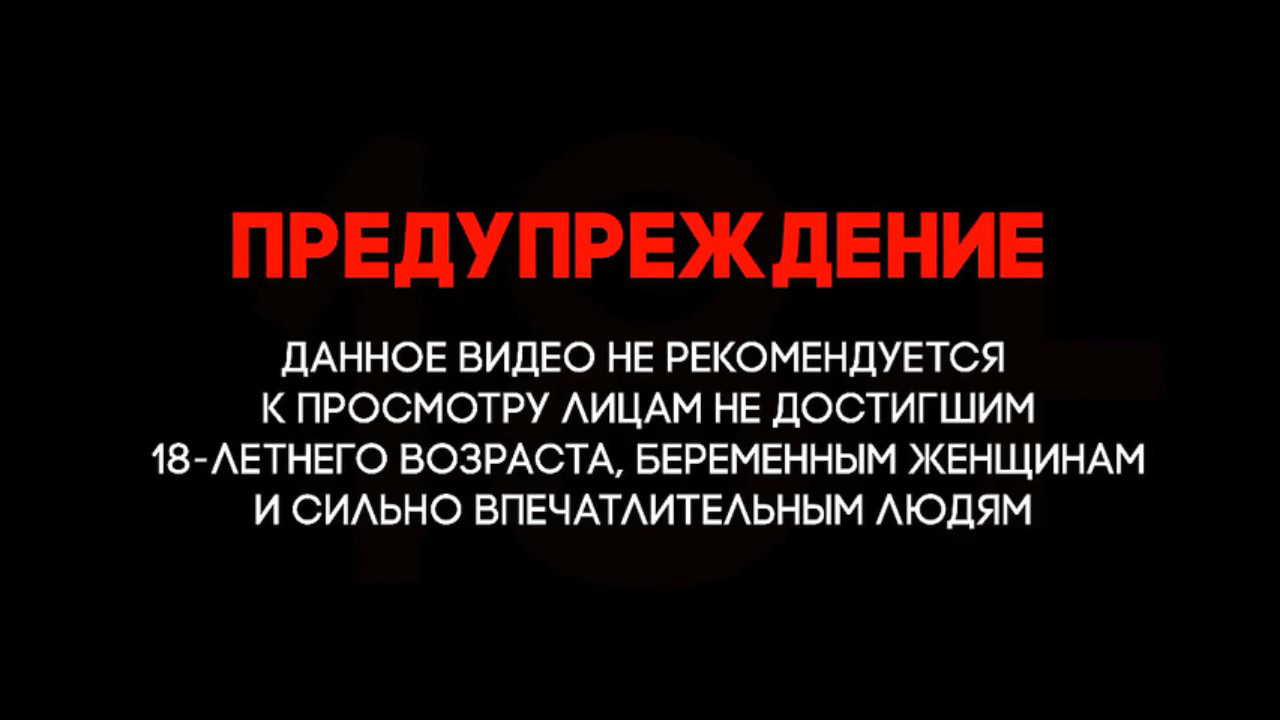 ПРЕДУПРЕЖДЕНИЕ
ДАННОЕ ВИДЕО НЕ РЕКОМЕНДУЕТСЯ
К ПРОСМОТРУ ЛИЦАМ НЕ ДОСТИГШИМ
18-ЛЕТНЕГО ВОЗРАСТА, БЕРЕМЕННЫМ ЖЕНЩИНАМ
И СИЛЬНО ВПЕЧАТЛИТЕЛЬНЫМ ЛЮДЯМ